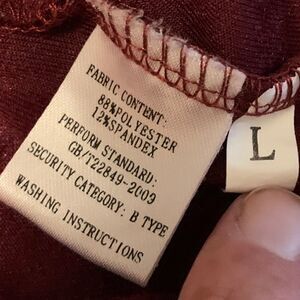 FABRIC CONTENT:
88%POLYESTER
12%SPANDEX
PERFORM STANDARD:
GB/T22849-2009
SECURITY CATEGORY: B TYPE
WASHING INSTRUCTIONS
L